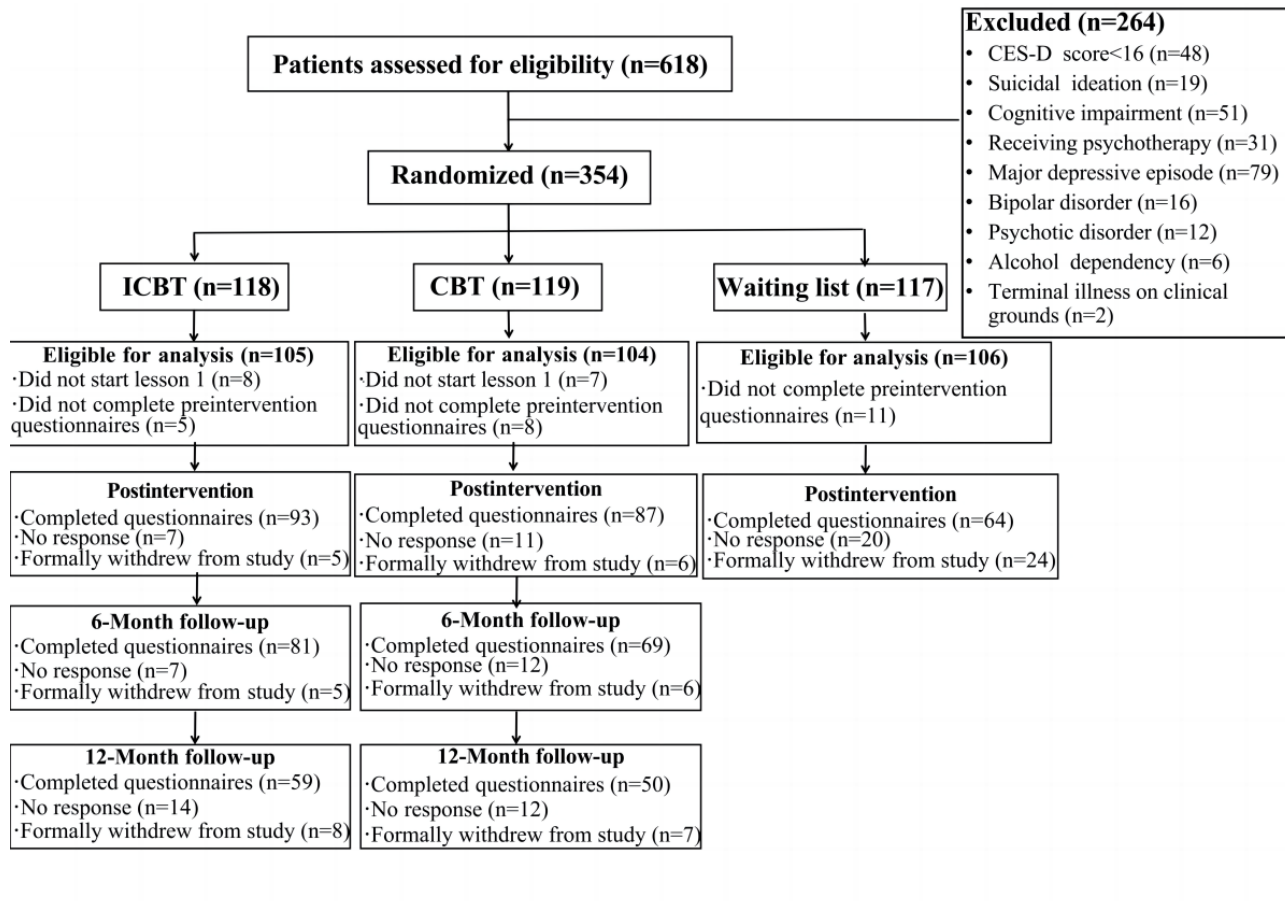 Patients assessed for eligibility (n=618)
Excluded (n=264)
• CES-D score<16 (n=48)
• Suicidal ideation (n=19)
• Cognitive impairment (n=51)
• Receiving psychotherapy (n=31)
• Major depressive episode (n=79)
• Bipolar disorder (n=16)
• Psychotic disorder (n=12)
• Alcohol dependency (n=6)
• Terminal illness on clinical
grounds (n=2)
Randomized (n=354)
ICBT (n=118)
CBT (n=119)
Waiting list (n=117)
Eligible for analysis (n=105)
·Did not start lesson 1 (n=8)
·Did not complete preintervention
questionnaires (n=5)
Eligible for analysis (n=104)
·Did not start lesson 1 (n=7)
·Did not complete preintervention
questionnaires (n=8)
Eligible for analysis (n=106)
·Did not complete preintervention
questionnaires (n=11)
Postintervention
·Completed questionnaires (n=93)
·No response (n=7)
·Formally withdrew from study (n=5)
Postintervention
·Completed questionnaires (n=87)
·No response (n=11)
·Formally withdrew from study (n=6)
Postintervention
·Completed questionnaires (n=64)
·No response (n=20)
·Formally withdrew from study (n=24)
6-Month follow-up
·Completed questionnaires (n=81)
·No response (n=7)
·Formally withdrew from study (n=5)
6-Month follow-up
·Completed questionnaires (n=69)
·No response (n=12)
·Formally withdrew from study (n=6)
12-Month follow-up
·Completed questionnaires (n=59)
·No response (n=14)
·Formally withdrew from study (n=8)
12-Month follow-up
·Completed questionnaires (n=50)
·No response (n=12)
·Formally withdrew from study (n=7)